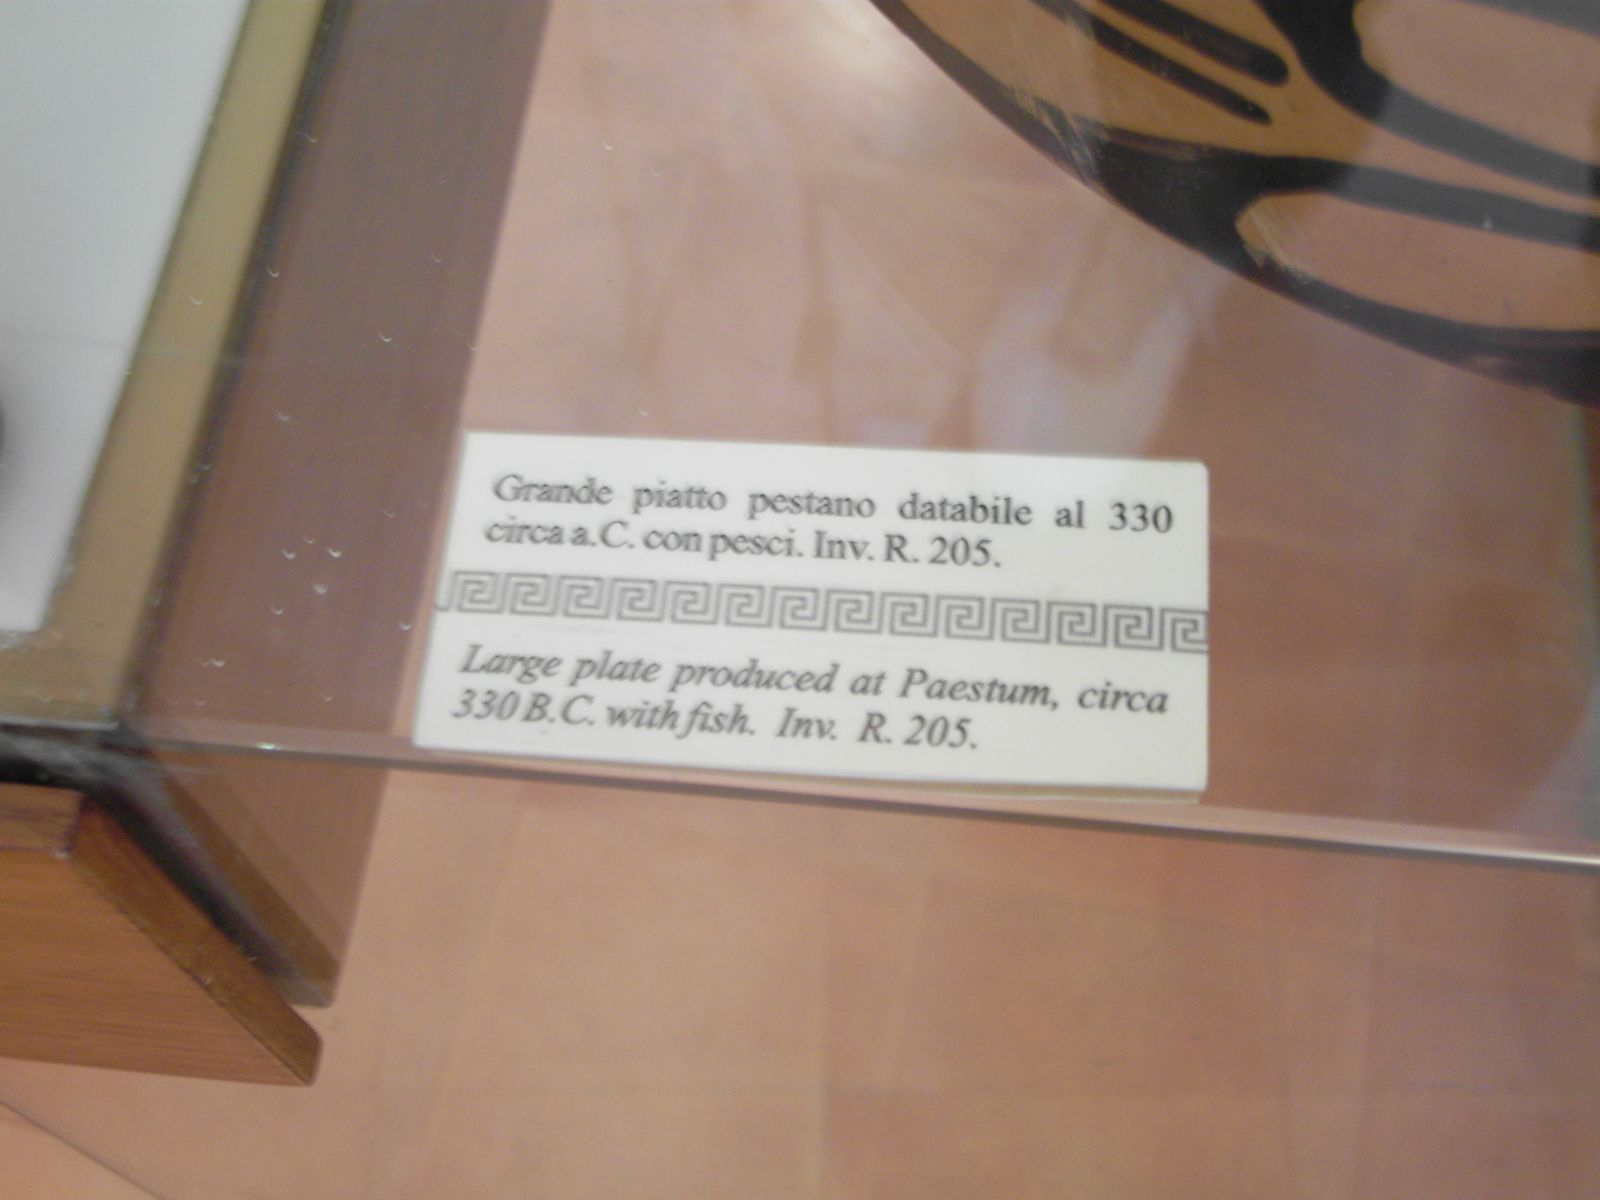 Grande piatto pestano databile al 330
circa a.C. con pesci. Inv. R. 205.
Large plate produced at Paestum, circa
330 B.C. with fish. Inv. R. 205.